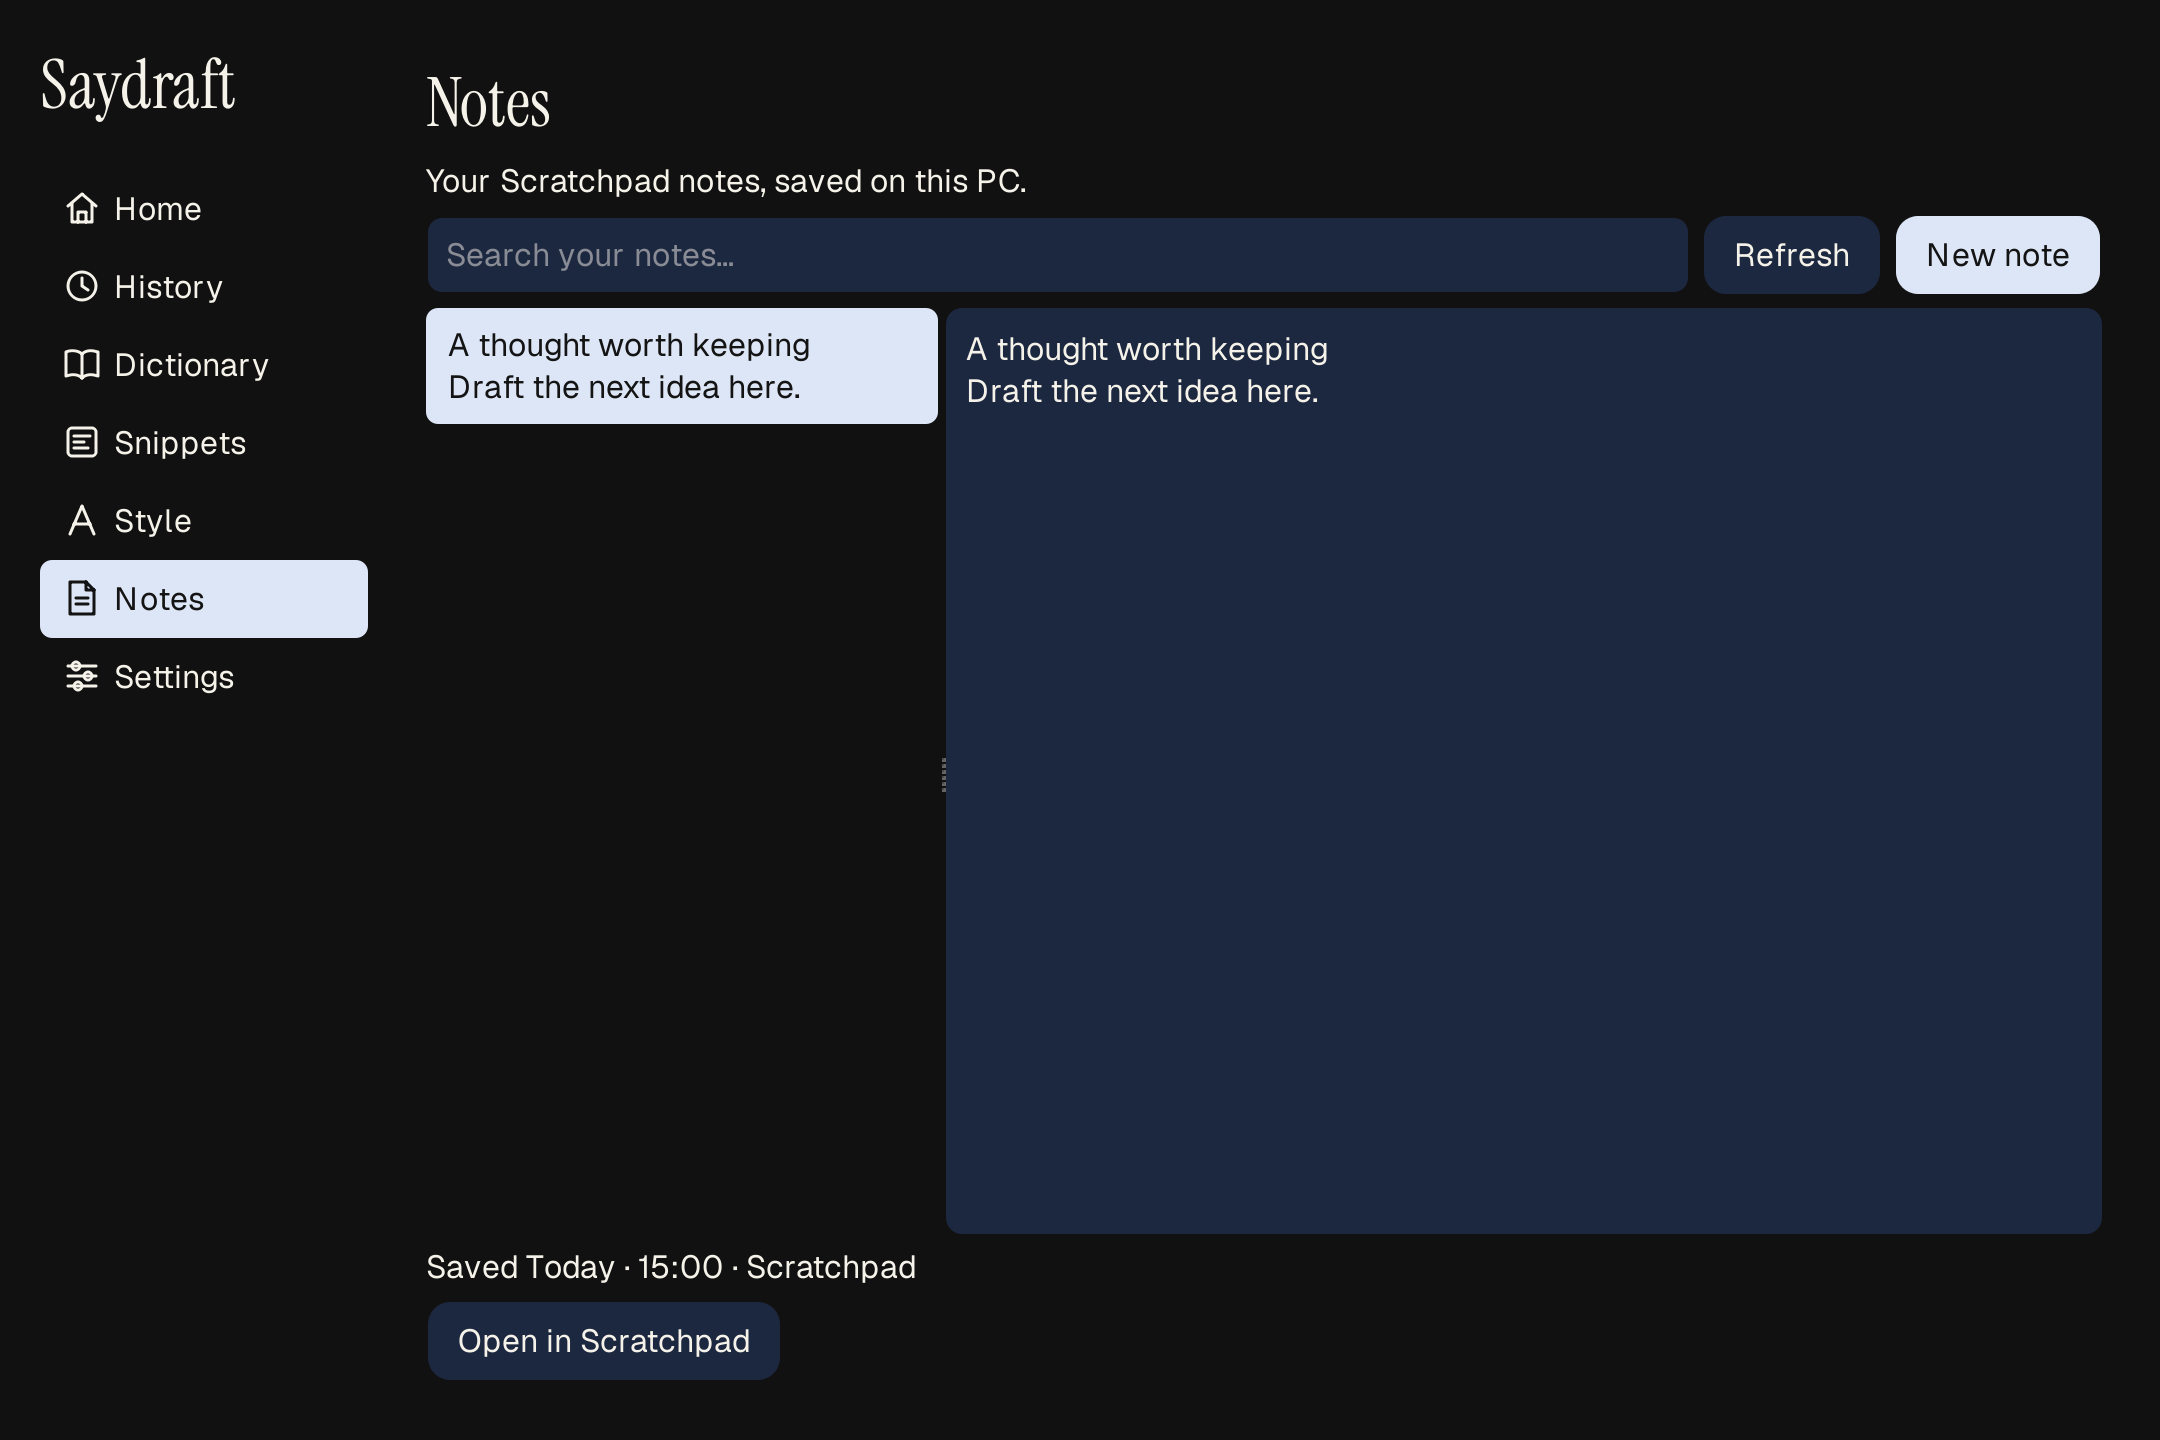 Saydraft
Home
History
Dictionary
Snippets
Style
Notes
Settings
Notes
Your Scratchpad notes, saved on this PC.
Search your notes...
Refresh
New note
A thought worth keeping
Draft the next idea here.
A thought worth keeping
Draft the next idea here.
Saved Today · 15:00 · Scratchpad
Open in Scratchpad